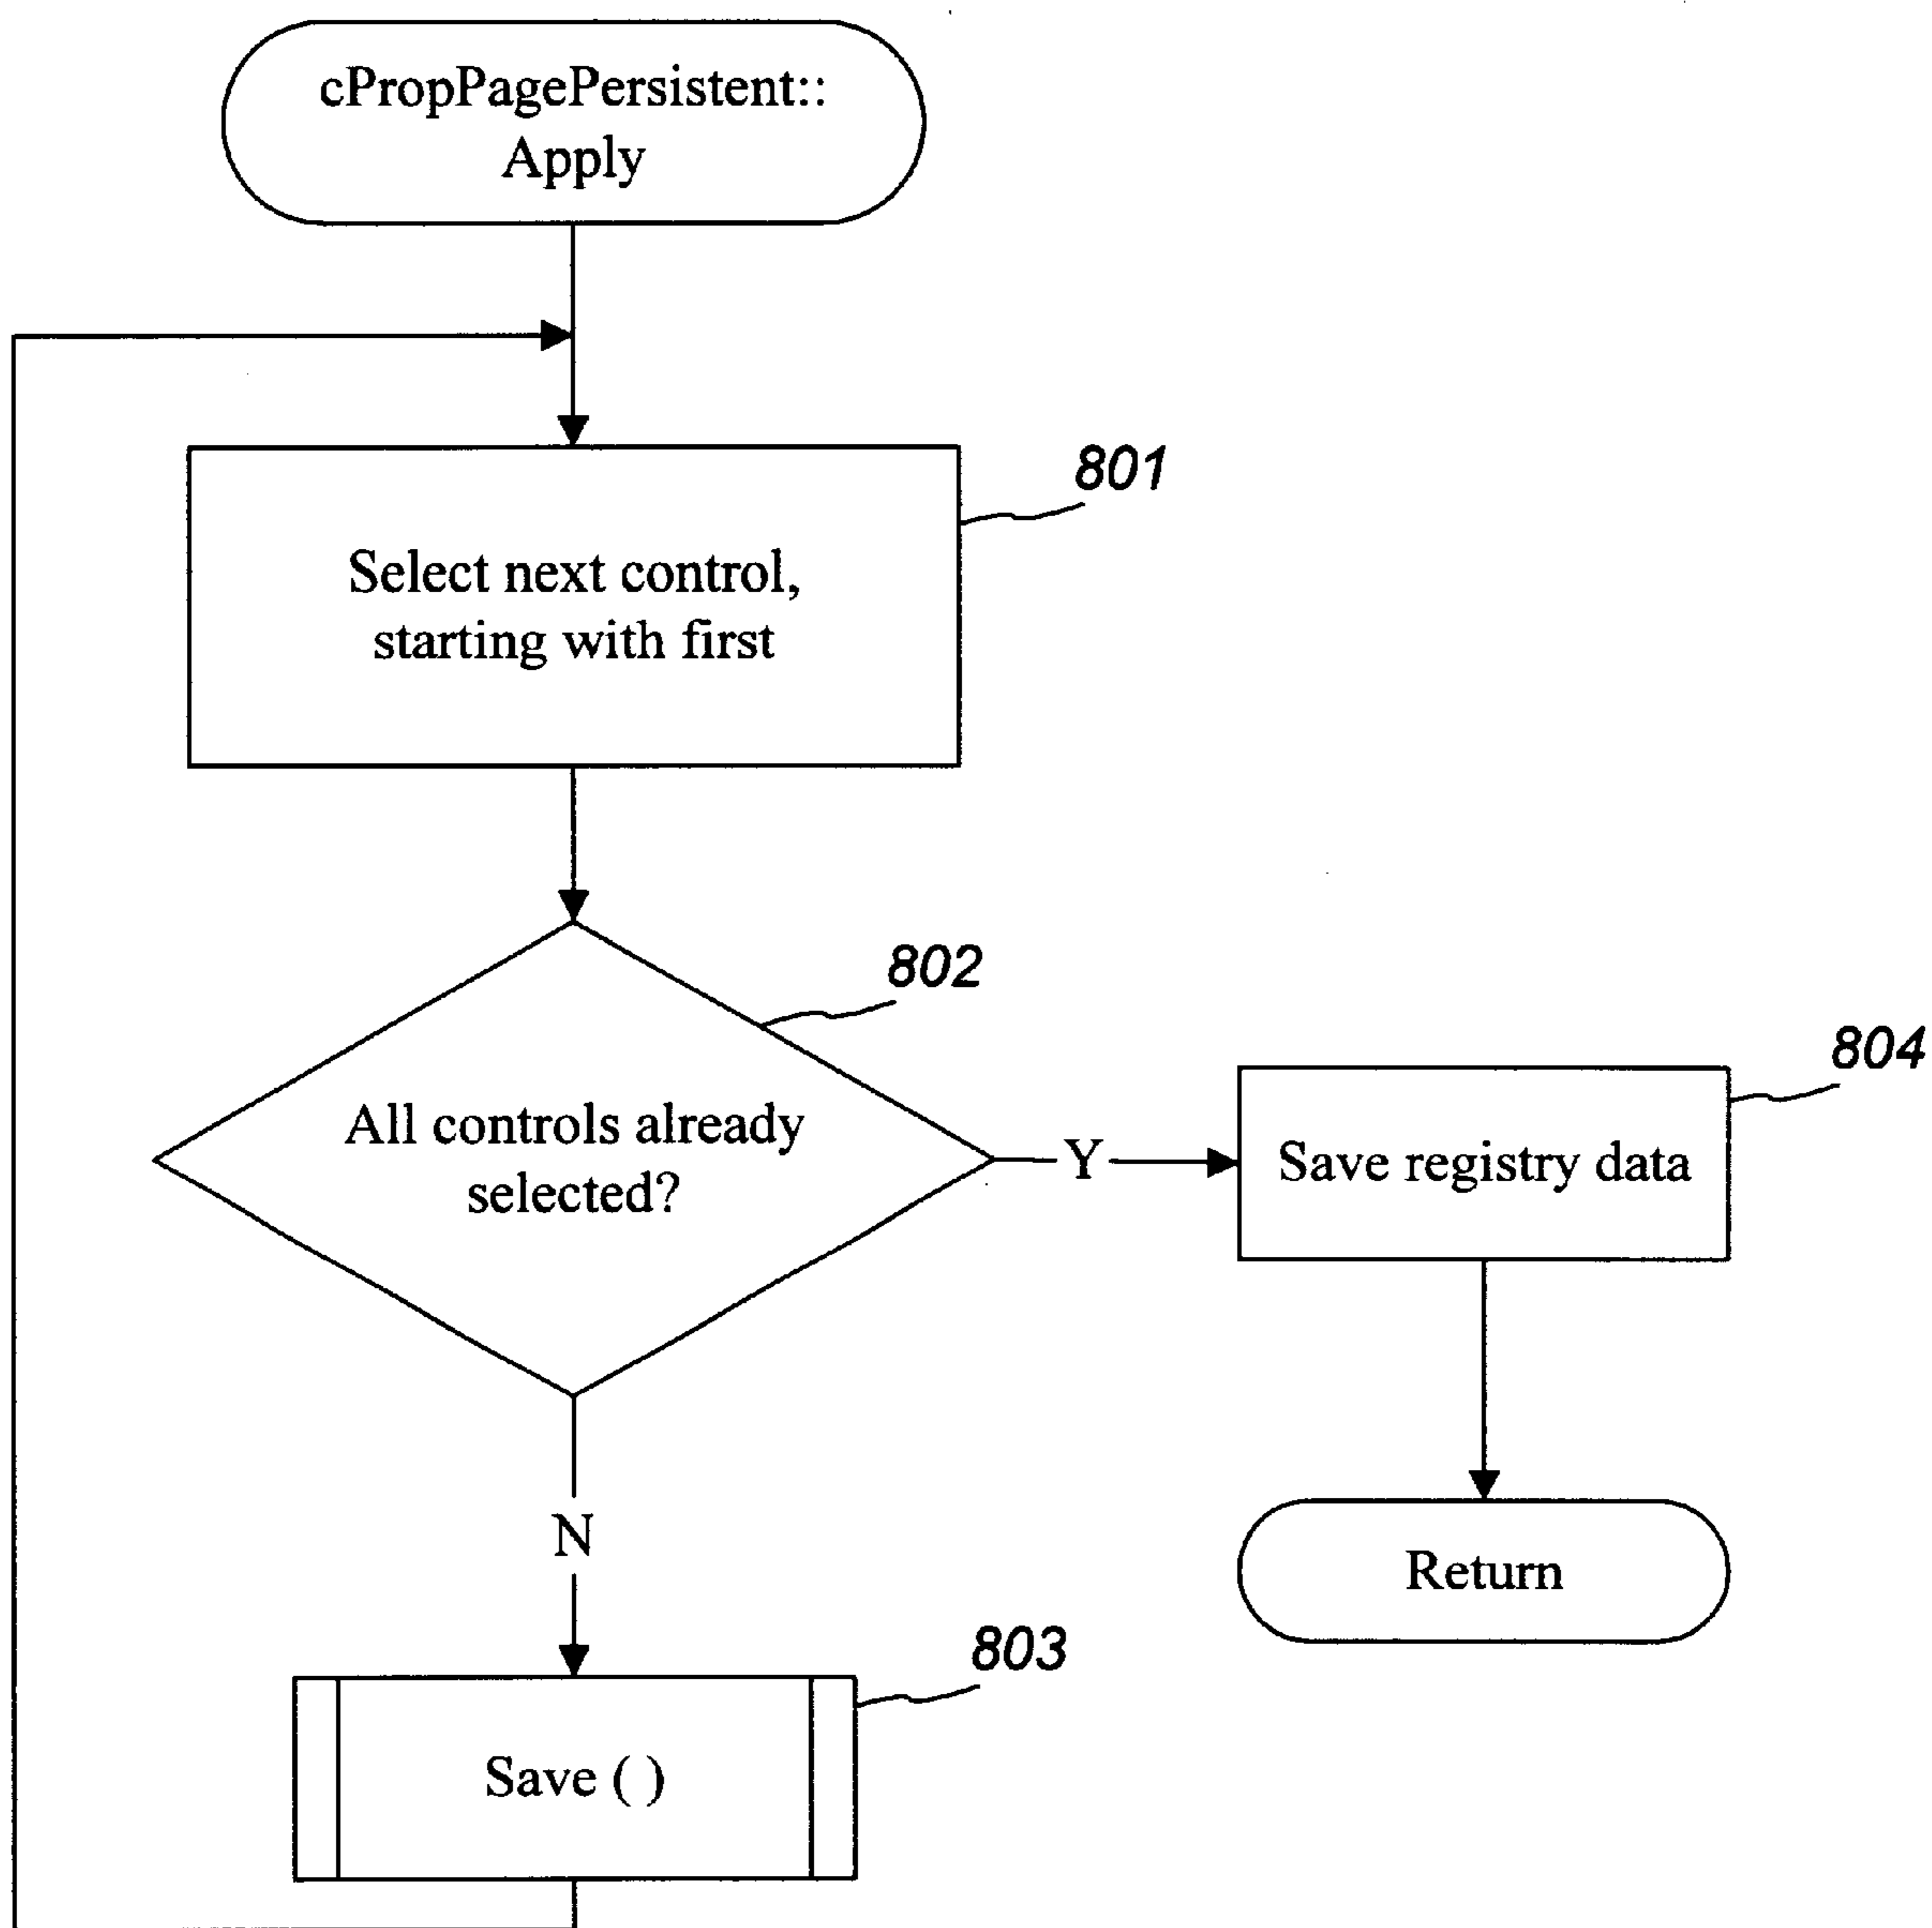 cPropPagePersistent::
Apply
801
Select next control,
starting with first
802
All controls already
selected?
Y
804
Save registry data
N
Return
803
Save ( )